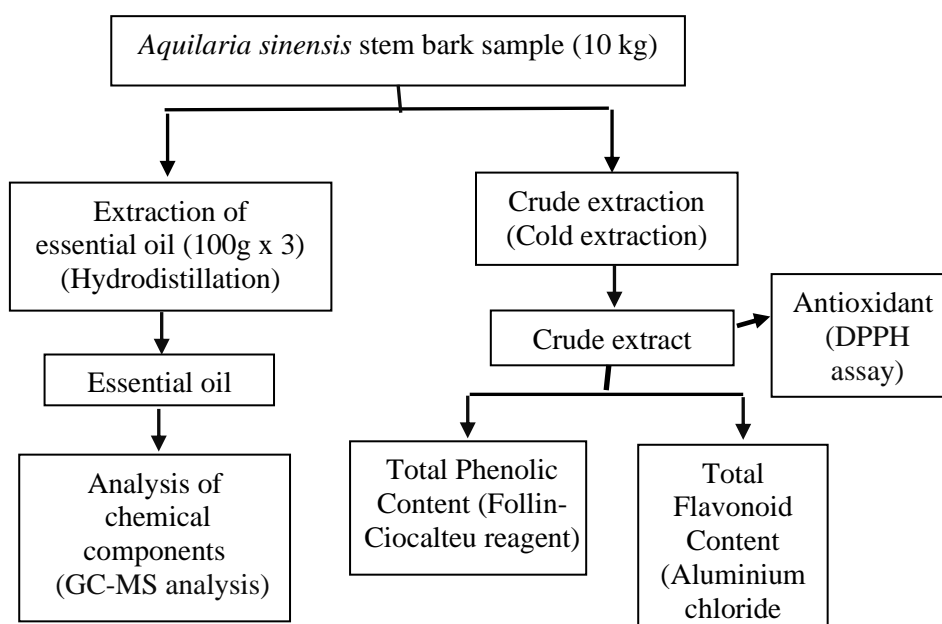 Aquilaria sinensis stem bark sample (10 kg)
Extraction of
essential oil (100g x 3)
(Hydrodistillation)
Crude extraction
(Cold extraction)
Essential oil
Crude extract
Antioxidant
(DPPH
assay)
Analysis of
chemical
components
(GC-MS analysis)
Total Phenolic
Content (Follin-
Ciocalteu reagent)
Total
Flavonoid
Content
(Aluminium
chloride